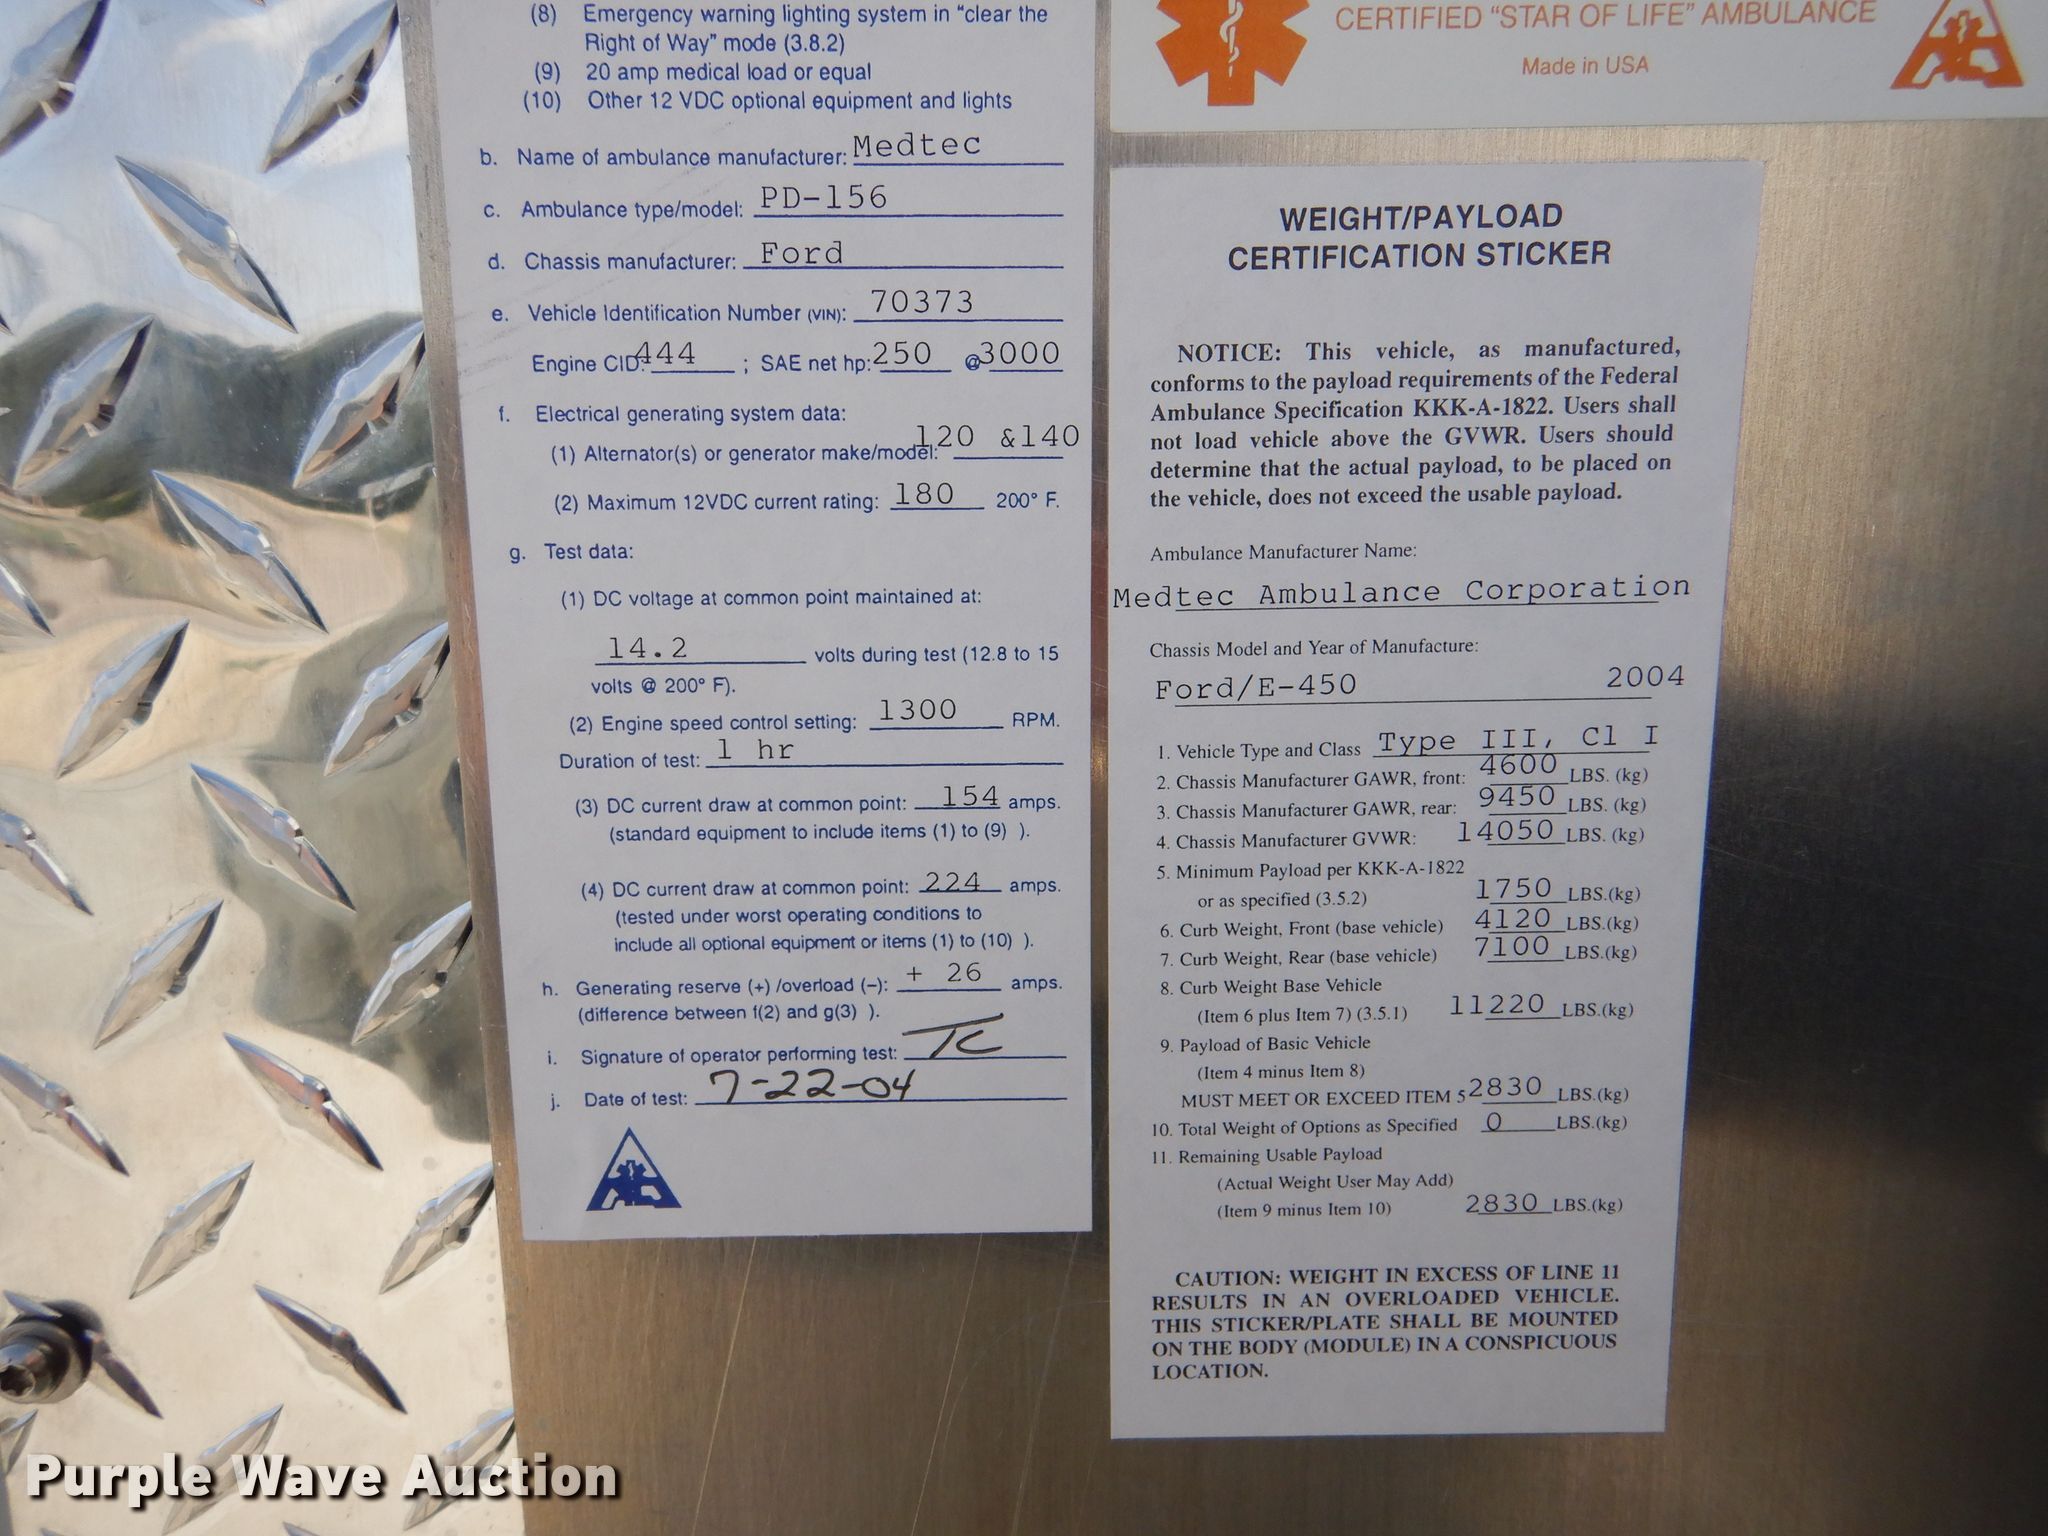 (8) Emergency warning lighting system in "clear the
Right of Way" mode (3.8.2)
(9) 20 amp medical load or equal
(10) Other 12 VDC optional equipment and lights
b. Name of ambulance manufacturer: Medtec
c. Ambulance type/model: PD-156
d. Chassis manufacturer: Ford
e. Vehicle Identification Number (VIN): 70373
Engine CID: 444 ; SAE net hp: 250 @ 3000
f. Electrical generating system data:
(1) Alternator(s) or generator make/model: 120 &140
(2) Maximum 12VDC current rating: 180 200° F.
g. Test data:
(1) DC voltage at common point maintained at:
14.2 volts during test (12.8 to 15
volts @ 200° F).
(2) Engine speed control setting: 1300 RPM.
Duration of test: 1 hr
(3) DC current draw at common point: 154 amps.
(standard equipment to include items (1) to (9) ).
(4) DC current draw at common point: 224 amps.
(tested under worst operating conditions to
include all optional equipment or items (1) to (10) ).
h. Generating reserve (+) /overload (–): + 26 amps.
(difference between f(2) and g(3) ).
i. Signature of operator performing test: TC
j. Date of test: 7-22-04
CERTIFIED "STAR OF LIFE" AMBULANCE
Made in USA
WEIGHT/PAYLOAD
CERTIFICATION STICKER
NOTICE: This vehicle, as manufactured,
conforms to the payload requirements of the Federal
Ambulance Specification KKK-A-1822. Users shall
not load vehicle above the GVWR. Users should
determine that the actual payload, to be placed on
the vehicle, does not exceed the usable payload.
Ambulance Manufacturer Name:
Medtec Ambulance Corporation
Chassis Model and Year of Manufacture:
Ford/E-450 2004
1. Vehicle Type and Class Type III, Cl I
2. Chassis Manufacturer GAWR, front: 4600 LBS. (kg)
3. Chassis Manufacturer GAWR, rear: 9450 LBS. (kg)
4. Chassis Manufacturer GVWR: 14050 LBS. (kg)
5. Minimum Payload per KKK-A-1822
or as specified (3.5.2) 1750 LBS.(kg)
6. Curb Weight, Front (base vehicle) 4120 LBS.(kg)
7. Curb Weight, Rear (base vehicle) 7100 LBS.(kg)
8. Curb Weight Base Vehicle
(Item 6 plus Item 7) (3.5.1) 11220 LBS.(kg)
9. Payload of Basic Vehicle
(Item 4 minus Item 8)
MUST MEET OR EXCEED ITEM 5 2830 LBS.(kg)
10. Total Weight of Options as Specified 0 LBS.(kg)
11. Remaining Usable Payload
(Actual Weight User May Add)
(Item 9 minus Item 10) 2830 LBS.(kg)
CAUTION: WEIGHT IN EXCESS OF LINE 11
RESULTS IN AN OVERLOADED VEHICLE.
THIS STICKER/PLATE SHALL BE MOUNTED
ON THE BODY (MODULE) IN A CONSPICUOUS
LOCATION.
Purple Wave Auction